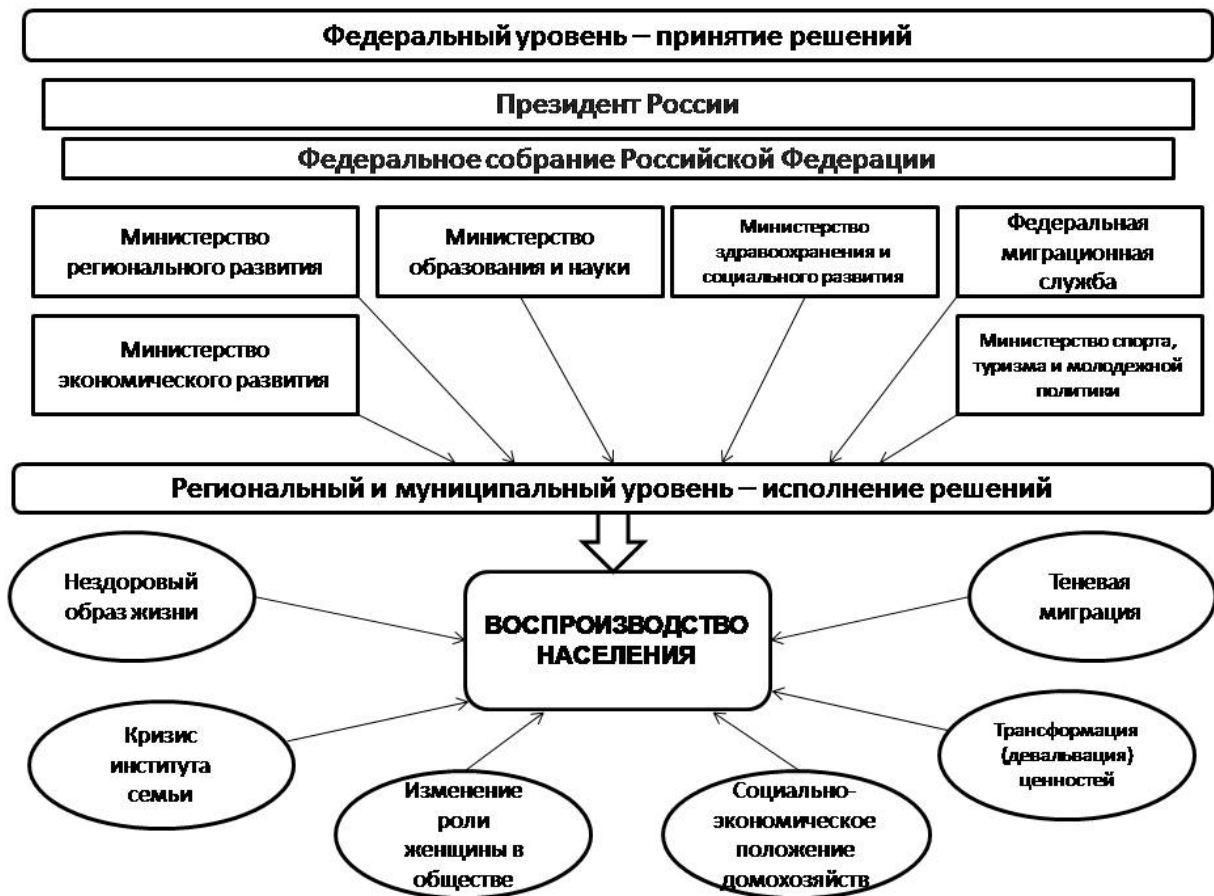 Федеральный уровень – принятие решений
Президент России
Федеральное собрание Российской Федерации
Министерство
регионального развития
Министерство
образования и науки
Министерство
здравоохранения и
социального развития
Федеральная
миграционная
служба
Министерство
экономического развития
Министерство спорта,
туризма и молодежной
политики
Региональный и муниципальный уровень – исполнение решений
Нездоровый
образ жизни
ВОСПРОИЗВОДСТВО
НАСЕЛЕНИЯ
Теневая
миграция
Кризис
института
семьи
Изменение
роли
женщины в
обществе
Социально-
экономическое
положение
домохозяйств
Трансформация
(девальвация)
ценностей